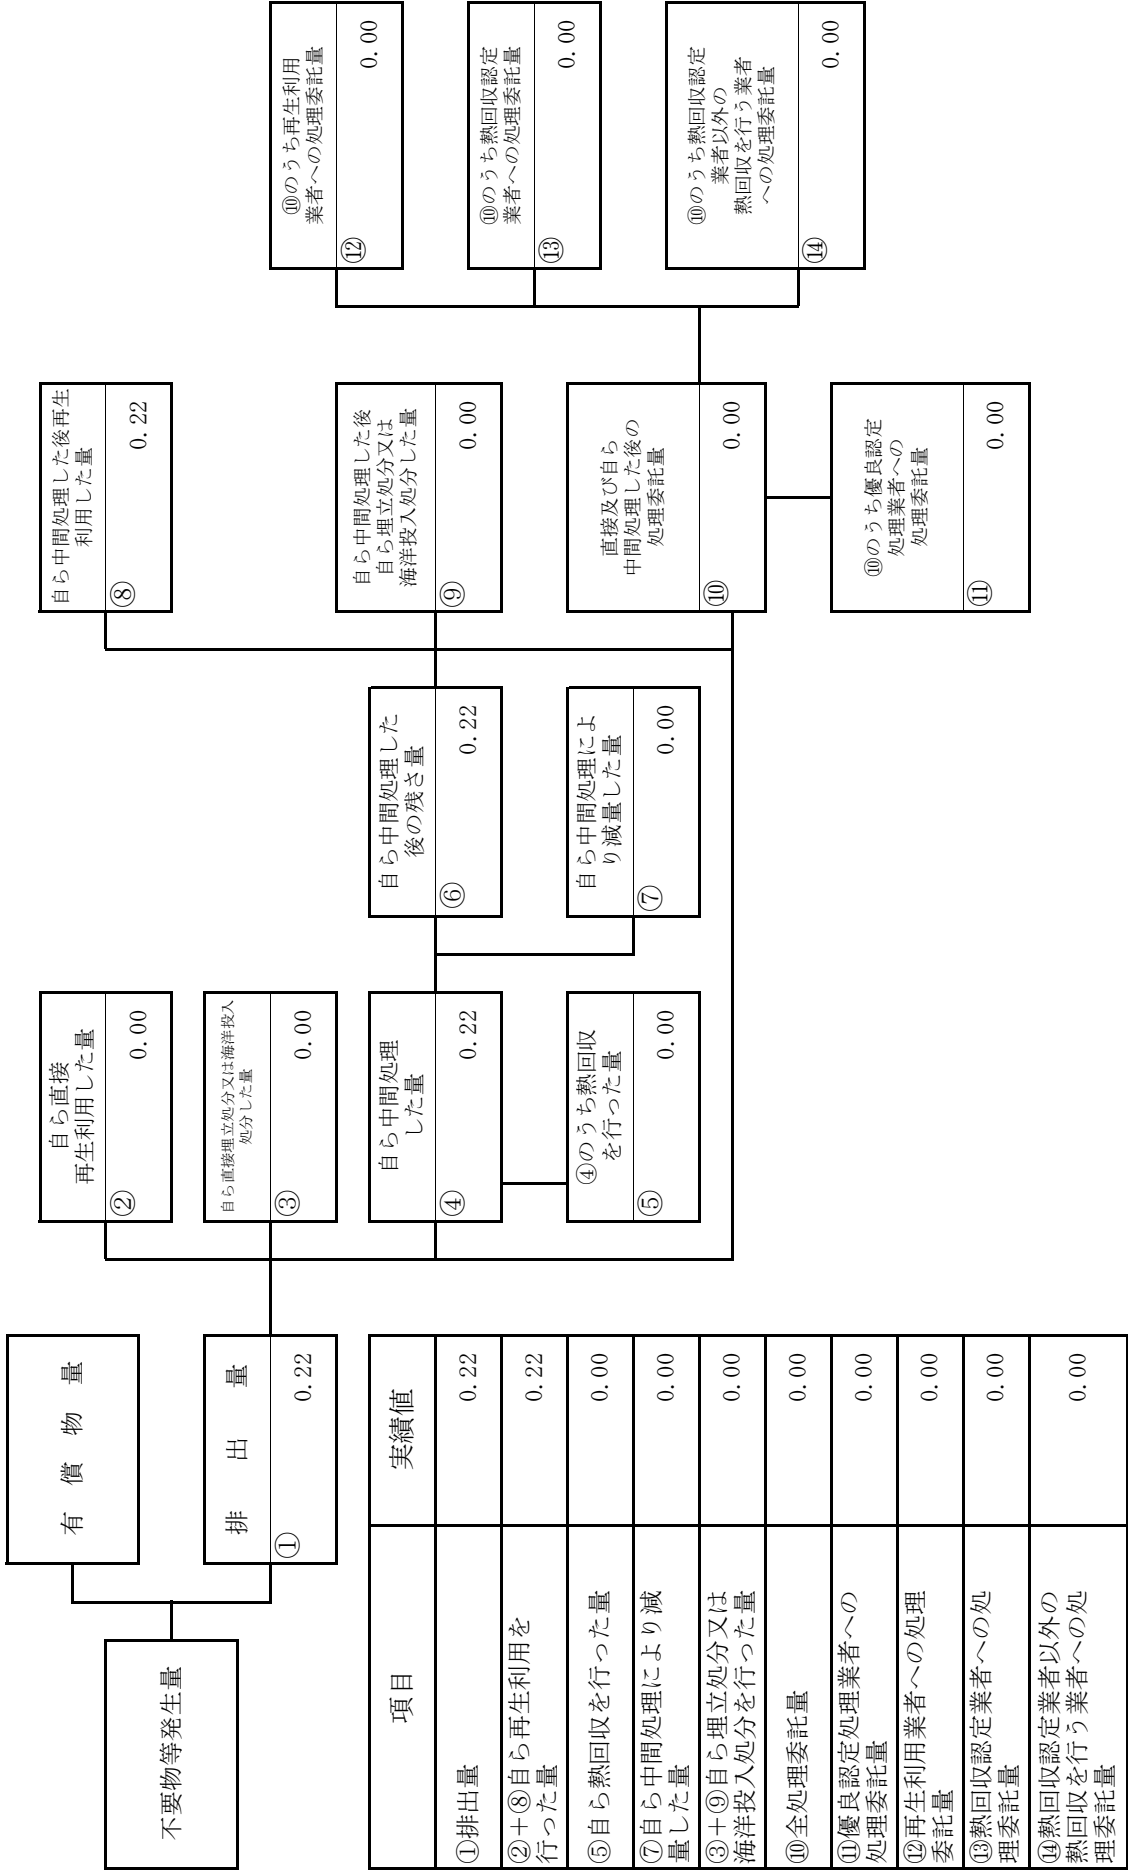 不要物等発生量
有 償 物 量
排 出 量
①
0.22
自ら直接
再生利用した量
②
0.00
自ら直接埋立処分又は海洋投入
処分した量
③
0.00
自ら中間処理
した量
④
0.22
④のうち熱回収
を行った量
⑤
0.00
自ら中間処理した
後の残さ量
⑥
0.22
自ら中間処理によ
り減量した量
⑦
0.00
自ら中間処理した後再生
利用した量
⑧
0.22
自ら中間処理した後
自ら埋立処分又は
海洋投入処分した量
⑨
0.00
直接及び自ら
中間処理した後の
処理委託量
⑩
0.00
⑩のうち優良認定
処理業者への
処理委託量
⑪
0.00
⑩のうち再生利用
業者への処理委託量
⑫
0.00
⑩のうち熱回収認定
業者への処理委託量
⑬
0.00
⑩のうち熱回収認定
業者以外の
熱回収を行う業者
への処理委託量
⑭
0.00
項目 実績値
①排出量 0.22
②+⑧自ら再生利用を
行った量 0.22
⑤自ら熱回収を行った量 0.00
⑦自ら中間処理により減
量した量 0.00
③+⑨自ら埋立処分又は
海洋投入処分を行った量 0.00
⑩全処理委託量 0.00
⑪優良認定処理業者への
処理委託量 0.00
⑫再生利用業者への処理
委託量 0.00
⑬熱回収認定業者への処
理委託量 0.00
⑭熱回収認定業者以外の
熱回収を行う業者への処
理委託量 0.00